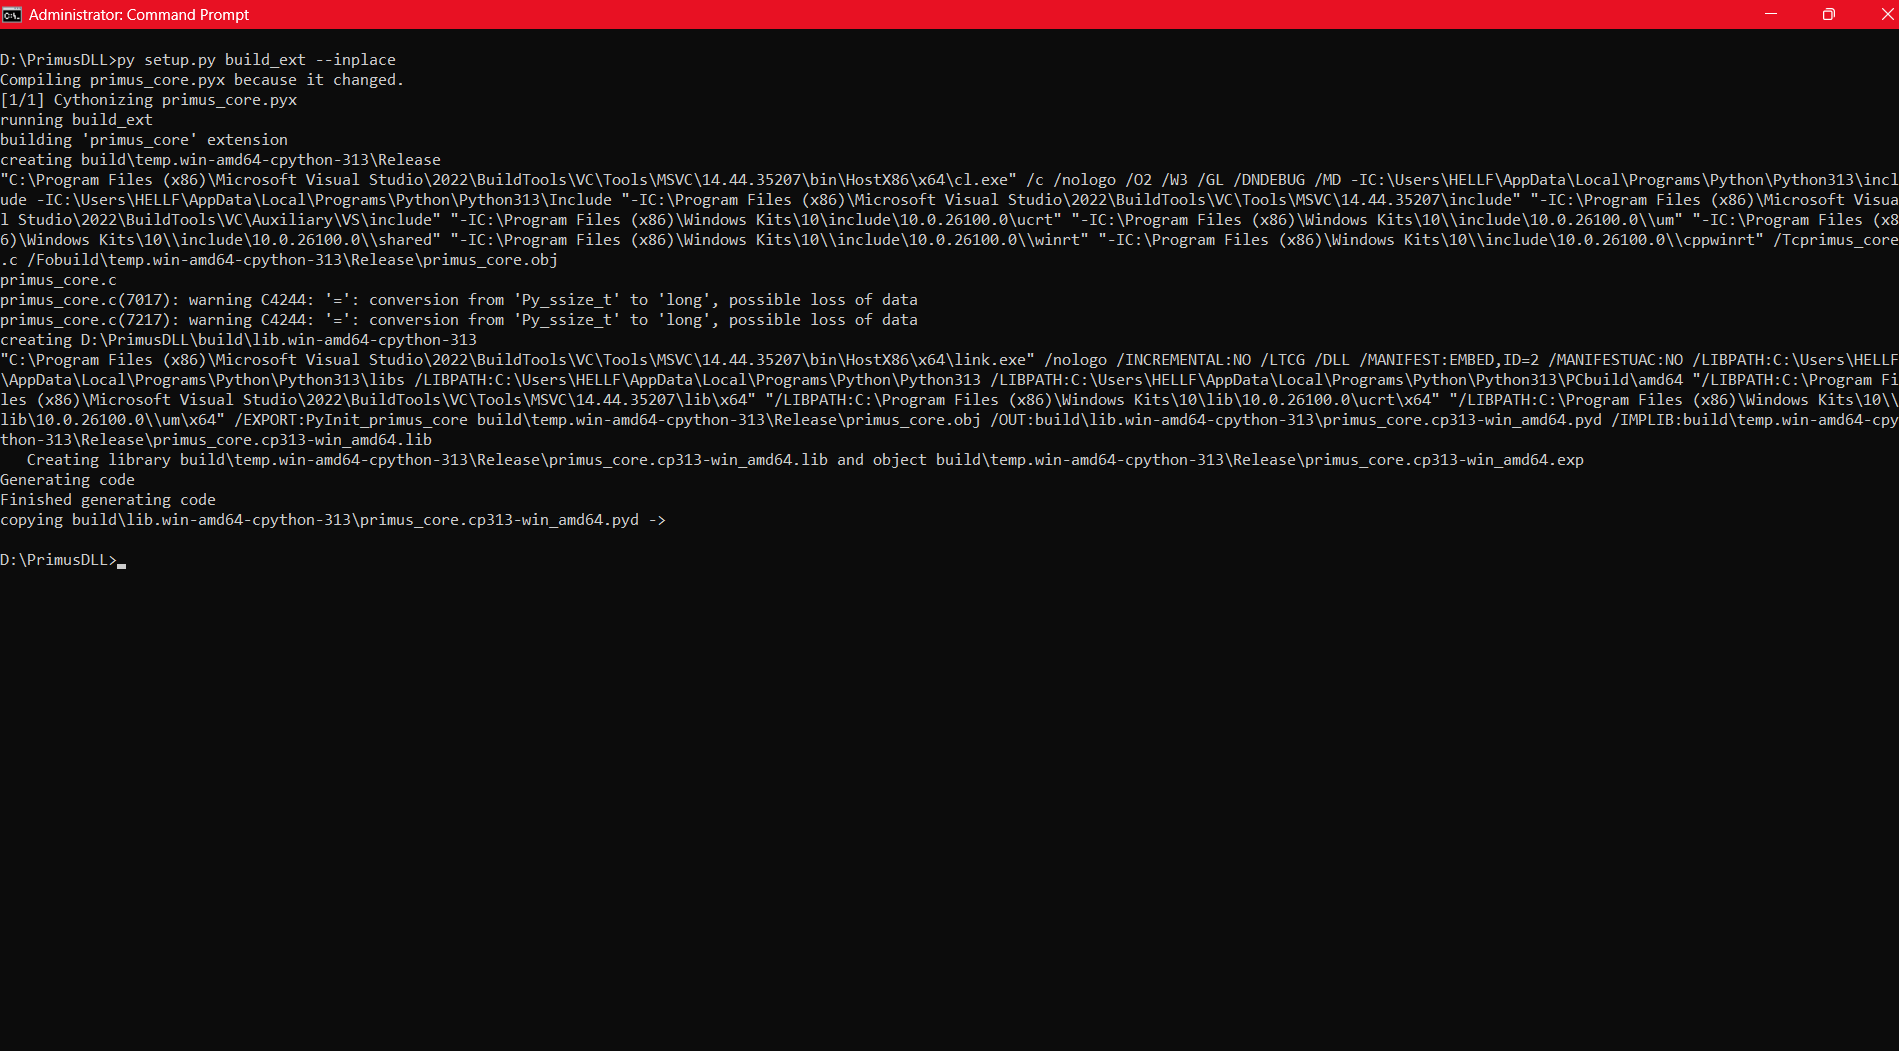 Administrator: Command Prompt
D:\PrimusDLL>py setup.py build_ext --inplace
Compiling primus_core.pyx because it changed.
[1/1] Cythonizing primus_core.pyx
running build_ext
building 'primus_core' extension
creating build\temp.win-amd64-cpython-313\Release
"C:\Program Files (x86)\Microsoft Visual Studio\2022\BuildTools\VC\Tools\MSVC\14.44.35207\bin\HostX86\x64\cl.exe" /c /nologo /O2 /W3 /GL /DNDEBUG /MD -IC:\Users\HELLF\AppData\Local\Programs\Python\Python313\incl
ude -IC:\Users\HELLF\AppData\Local\Programs\Python\Python313\Include "-IC:\Program Files (x86)\Microsoft Visual Studio\2022\BuildTools\VC\Tools\MSVC\14.44.35207\include" "-IC:\Program Files (x86)\Microsoft Visua
l Studio\2022\BuildTools\VC\Auxiliary\VS\include" "-IC:\Program Files (x86)\Windows Kits\10\include\10.0.26100.0\ucrt" "-IC:\Program Files (x86)\Windows Kits\10\\include\10.0.26100.0\\um" "-IC:\Program Files (x8
6)\Windows Kits\10\\include\10.0.26100.0\\shared" "-IC:\Program Files (x86)\Windows Kits\10\\include\10.0.26100.0\\winrt" "-IC:\Program Files (x86)\Windows Kits\10\\include\10.0.26100.0\\cppwinrt" /Tcprimus_core
.c /Fobuild\temp.win-amd64-cpython-313\Release\primus_core.obj
primus_core.c
primus_core.c(7017): warning C4244: '=': conversion from 'Py_ssize_t' to 'long', possible loss of data
primus_core.c(7217): warning C4244: '=': conversion from 'Py_ssize_t' to 'long', possible loss of data
creating D:\PrimusDLL\build\lib.win-amd64-cpython-313
"C:\Program Files (x86)\Microsoft Visual Studio\2022\BuildTools\VC\Tools\MSVC\14.44.35207\bin\HostX86\x64\link.exe" /nologo /INCREMENTAL:NO /LTCG /DLL /MANIFEST:EMBED,ID=2 /MANIFESTUAC:NO /LIBPATH:C:\Users\HELLF
\AppData\Local\Programs\Python\Python313\libs /LIBPATH:C:\Users\HELLF\AppData\Local\Programs\Python\Python313 /LIBPATH:C:\Users\HELLF\AppData\Local\Programs\Python\Python313\PCbuild\amd64 "/LIBPATH:C:\Program Fi
les (x86)\Microsoft Visual Studio\2022\BuildTools\VC\Tools\MSVC\14.44.35207\lib\x64" "/LIBPATH:C:\Program Files (x86)\Windows Kits\10\lib\10.0.26100.0\ucrt\x64" "/LIBPATH:C:\Program Files (x86)\Windows Kits\10\\
lib\10.0.26100.0\\um\x64" /EXPORT:PyInit_primus_core build\temp.win-amd64-cpython-313\Release\primus_core.obj /OUT:build\lib.win-amd64-cpython-313\primus_core.cp313-win_amd64.pyd /IMPLIB:build\temp.win-amd64-cpy
thon-313\Release\primus_core.cp313-win_amd64.lib
   Creating library build\temp.win-amd64-cpython-313\Release\primus_core.cp313-win_amd64.lib and object build\temp.win-amd64-cpython-313\Release\primus_core.cp313-win_amd64.exp
Generating code
Finished generating code
copying build\lib.win-amd64-cpython-313\primus_core.cp313-win_amd64.pyd ->
D:\PrimusDLL>